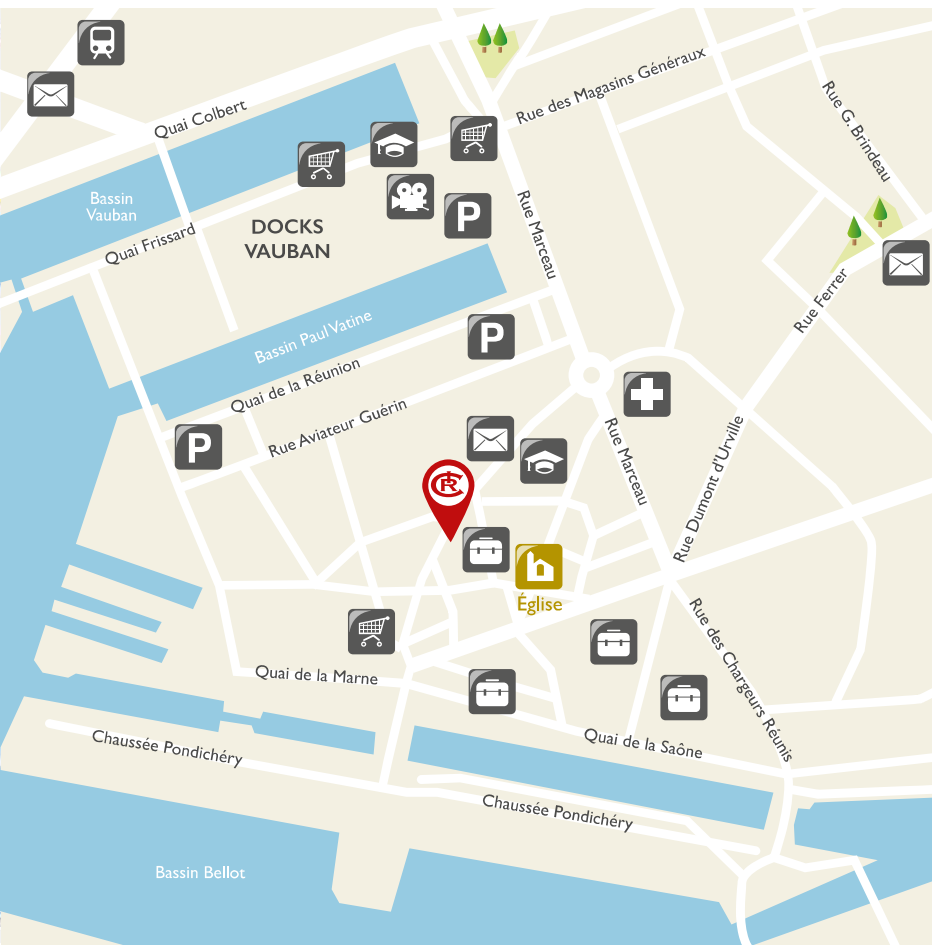 Quai Colbert
Rue des Magasins Généraux
Rue G. Brindeau
Bassin
Vauban
Quai Frissard
DOCKS
VAUBAN
P
Rue Marceau
Rue Ferrer
Bassin Paul Vatine
P
Quai de la Réunion
Rue Aviateur Guérin
P
Rue Marceau
Rue Dumont d'Urville
Église
Quai de la Marne
Rue des Chargeurs Réunis
Chaussée Pondichéry
Quai de la Saône
Chaussée Pondichéry
Bassin Bellot